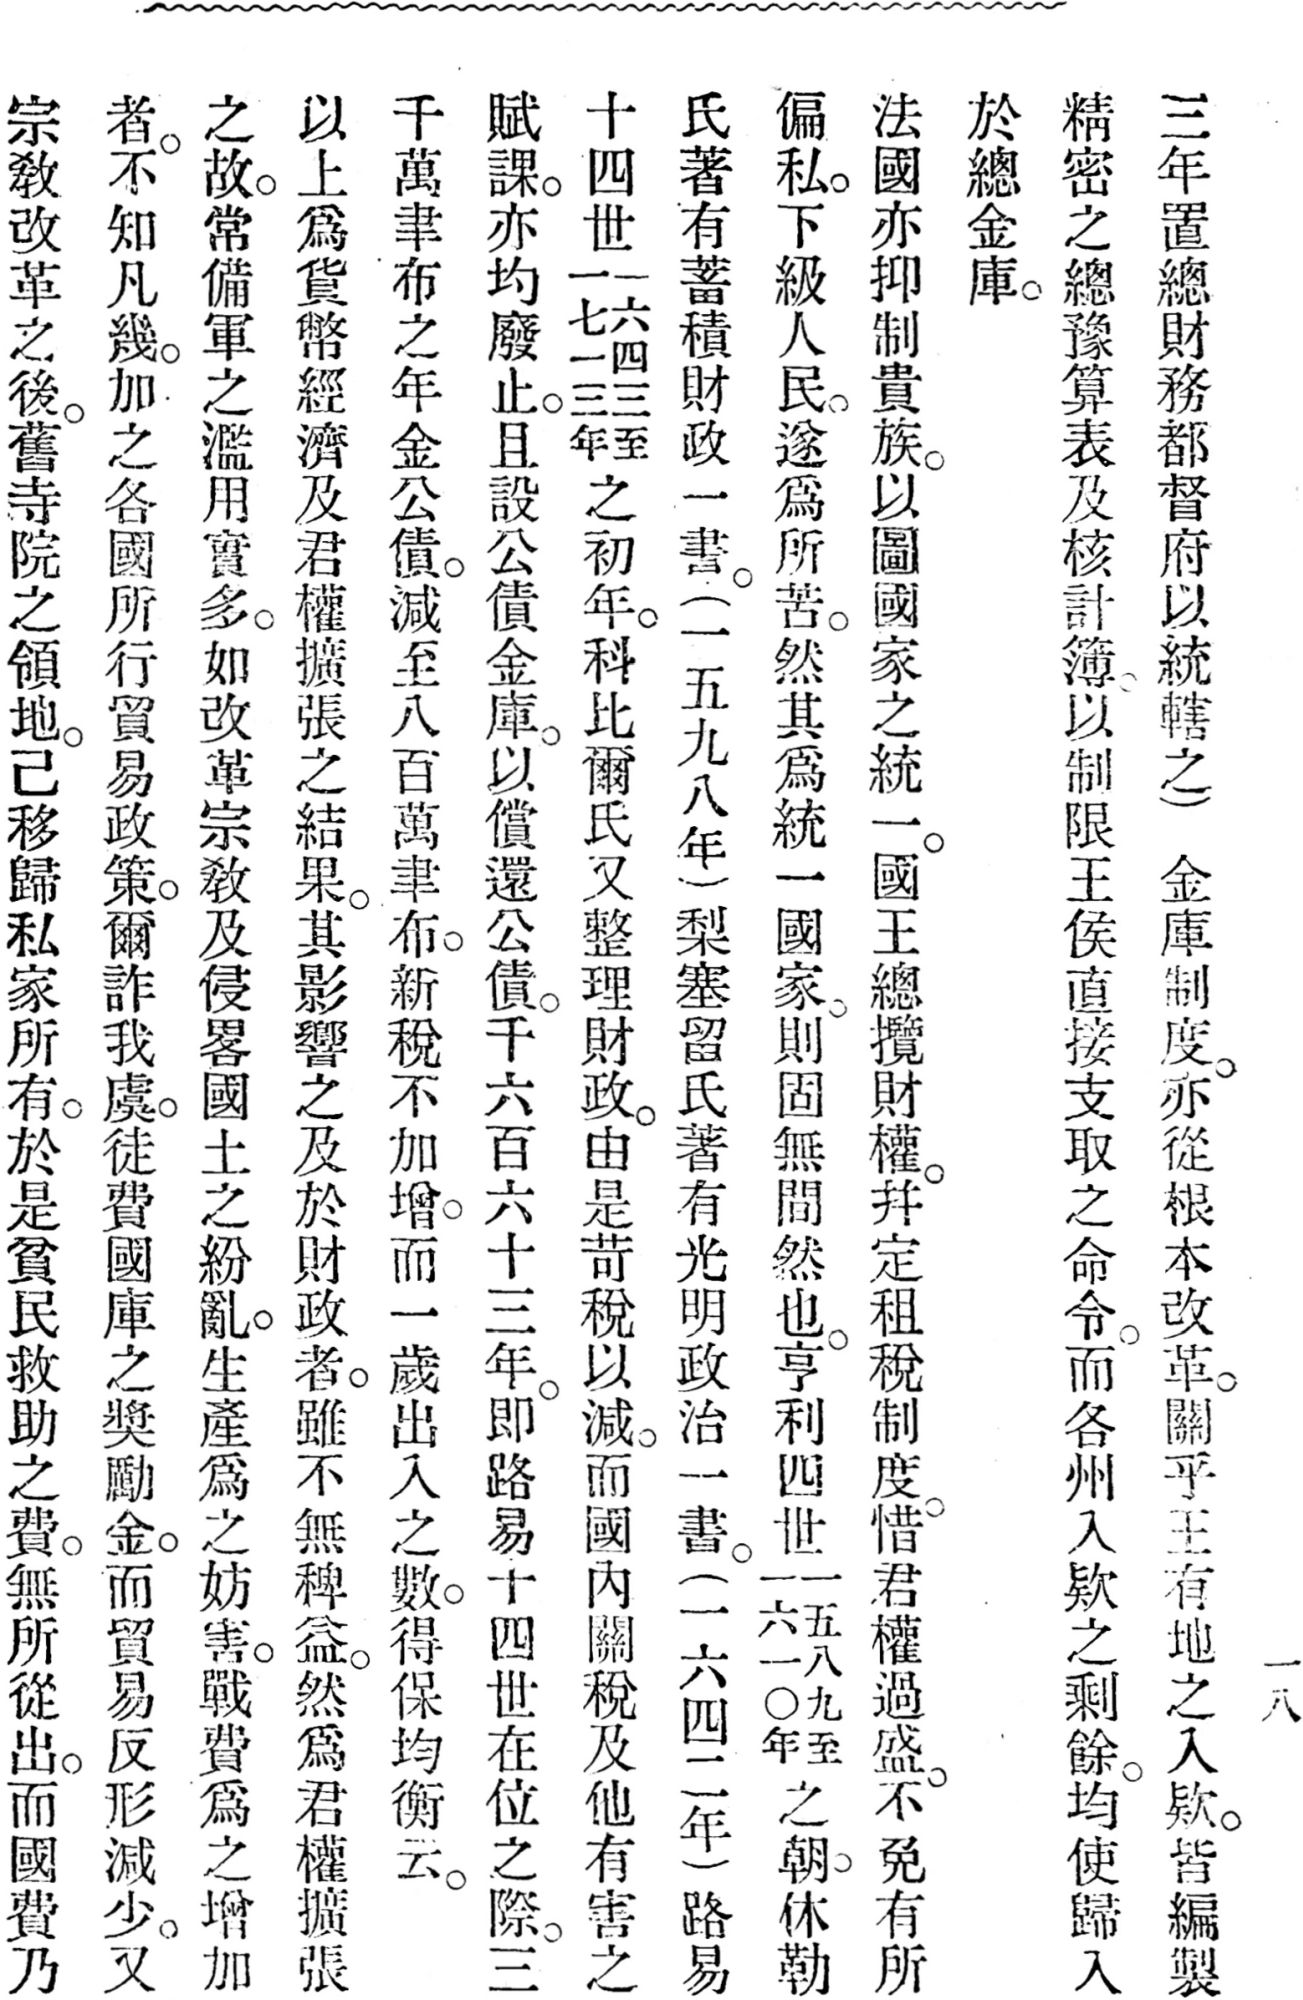 三年置總財務都督府以統轄之）　金庫制度。亦從根本改革。關乎王有地之入欵。皆編製
精密之總豫算表及核計簿。以制限王侯直接支取之命令。而各州入欵之剩餘。均使歸入
於總金庫。
法國亦抑制貴族。以圖國家之統一。國王總攬財權。幷定租稅制度。惜君權過盛。不免有所
偏私。下級人民。遂爲所苦。然其爲統一國家。則固無間然也。亨利四世一五八九至一六一〇年之朝。休勒
氏著有蓄積財政一書。（一五九八年）梨塞留氏著有光明政治一書。（一六四二年）路易
十四世一六四三至一七一三年之初年。科比爾氏又整理財政。由是苛稅以減。而國內關稅及他有害之
賦課。亦均廢止。且設公債金庫。以償還公債。千六百六十三年。即路易十四世在位之際。三
千萬聿布之年金公債。減至八百萬聿布。新稅不加增。而一歲出入之數。得保均衡云。
以上爲貨幣經濟及君權擴張之結果。其影響之及於財政者。雖不無稗益。然爲君權擴張
之故。常備軍之濫用實多。如改革宗敎及侵畧國土之紛亂。生產爲之妨害。戰費爲之增加
者。不知凡幾。加之各國所行貿易政策。爾詐我虞。徒費國庫之奬勵金。而貿易反形減少。又
宗敎改革之後。舊寺院之領地。己移歸私家所有。於是貧民救助之費。無所從出。而國費乃
一八